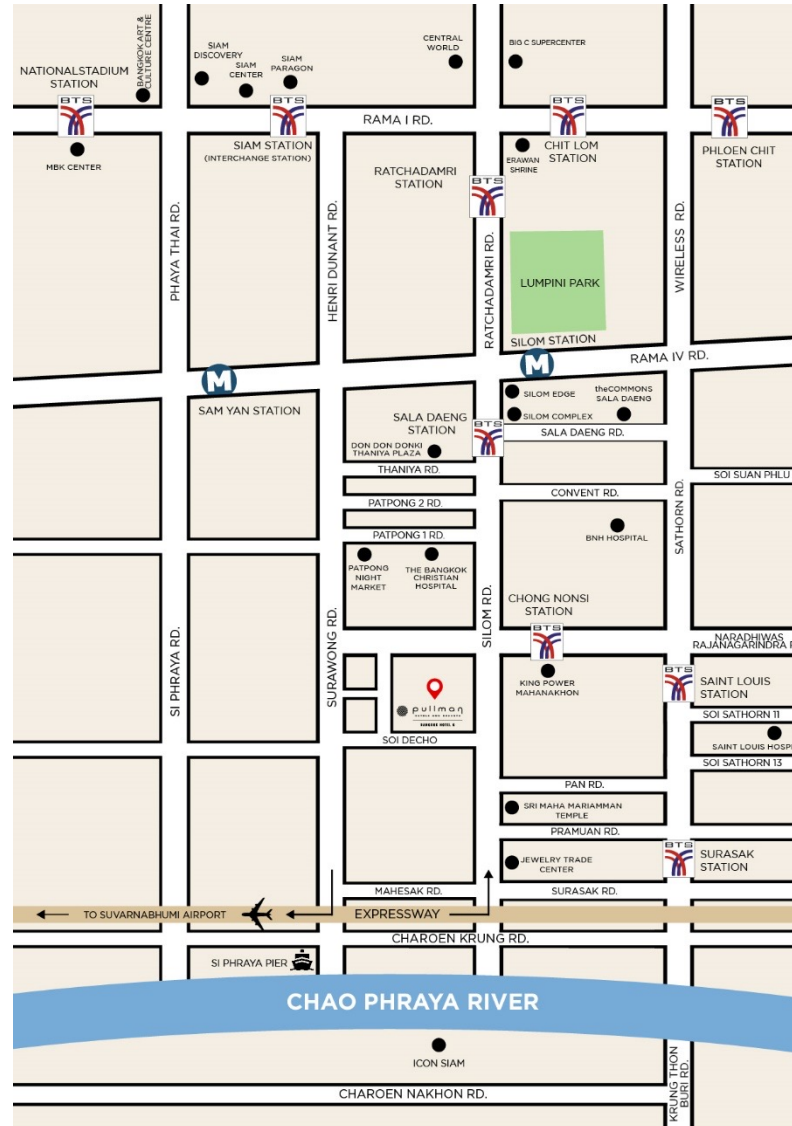 BANGKOK ART &
CULTURE CENTRE
SIAM
DISCOVERY
SIAM
CENTER
SIAM
PARAGON
CENTRAL
WORLD
BIG C SUPERCENTER
NATIONALSTADIUM
STATION
BTS
BTS
BTS
BTS
RAMA I RD.
MBK CENTER
SIAM STATION
(INTERCHANGE STATION)
ERAWAN
SHRINE
CHIT LOM
STATION
PHLOEN CHIT
STATION
RATCHADAMRI
STATION
BTS
PHAYA THAI RD.
HENRI DUNANT RD.
RATCHADAMRI RD.
WIRELESS RD.
LUMPINI PARK
SILOM STATION
M
RAMA IV RD.
M
SAM YAN STATION
SILOM EDGE
theCOMMONS
SALA DAENG
SILOM COMPLEX
SALA DAENG
STATION
BTS
SALA DAENG RD.
DON DON DONKI
THANIYA PLAZA
THANIYA RD.
SOI SUAN PHLU
CONVENT RD.
PATPONG 2 RD.
SATHORN RD.
PATPONG 1 RD.
BNH HOSPITAL
PATPONG
NIGHT
MARKET
THE BANGKOK
CHRISTIAN
HOSPITAL
CHONG NONSI
STATION
BTS
SI PHRAYA RD.
SURAWONG RD.
SILOM RD.
NARADHIWAS
RAJANAGARINDRA
KING POWER
MAHANAKHON
BTS
SAINT LOUIS
STATION
pullman
HOTELS AND RESORTS
BANGKOK HOTEL G
SOI SATHORN 11
SOI DECHO
SAINT LOUIS HOSPI
SOI SATHORN 13
PAN RD.
SRI MAHA MARIAMMAN
TEMPLE
PRAMUAN RD.
BTS
SURASAK
STATION
JEWELRY TRADE
CENTER
MAHESAK RD.
SURASAK RD.
TO SUVARNABHUMI AIRPORT
EXPRESSWAY
CHAROEN KRUNG RD.
SI PHRAYA PIER
CHAO PHRAYA RIVER
ICON SIAM
KRUNG THON
BURI RD.
CHAROEN NAKHON RD.